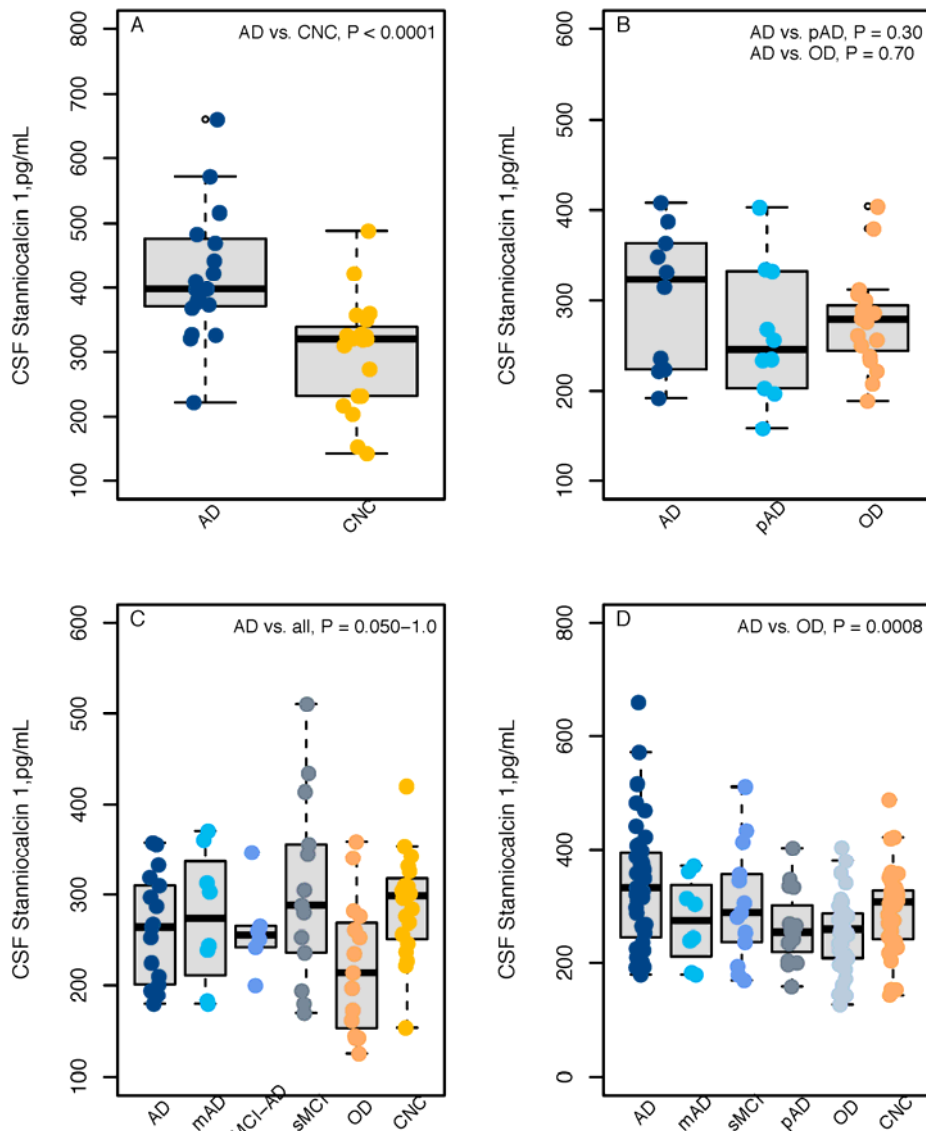 A
AD vs. CNC, P < 0.0001
CSF Stanniocalcin 1,pg/mL
800
700
600
500
400
300
200
100
AD
CNC
B
AD vs. pAD, P = 0.30
AD vs. OD, P = 0.70
CSF Stanniocalcin 1,pg/mL
600
500
400
300
200
100
AD
pAD
OD
C
AD vs. all, P = 0.050–1.0
CSF Stanniocalcin 1,pg/mL
600
500
400
300
200
100
AD
mAD
MCI–AD
sMCI
OD
CNC
D
AD vs. OD, P = 0.0008
CSF Stanniocalcin 1,pg/mL
800
600
400
200
0
AD
mAD
sMCI
pAD
OD
CNC